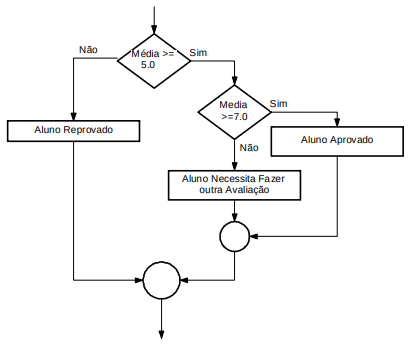 Não
Média >=
5.0
Sim
Media
>=7.0
Sim
Não
Aluno Reprovado
Aluno Aprovado
Aluno Necessita Fazer
outra Avaliação